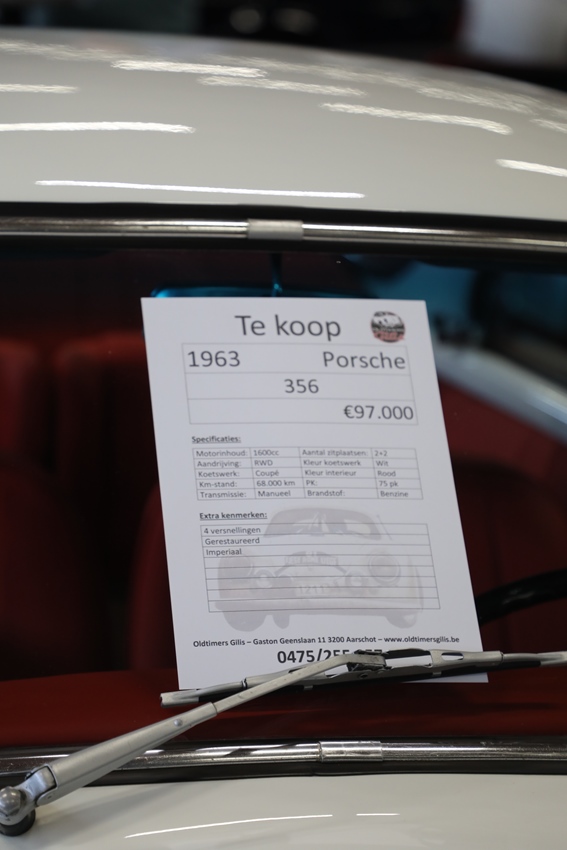 Te koop
1963 Porsche
356
€97.000
Specificaties:
Motorinhoud: 1600cc Aantal zitplaatsen: 2+2
Aandrijving: RWD Kleur koetswerk Wit
Koetswerk: Coupé Kleur interieur Rood
Km-stand: 68.000 km PK: 75 pk
Transmissie: Manueel Brandstof: Benzine
Extra kenmerken:
4 versnellingen
Gerestaureerd
Imperiaal
Oldtimers Gilis – Gaston Geenslaan 11 3200 Aarschot – www.oldtimersgilis.be